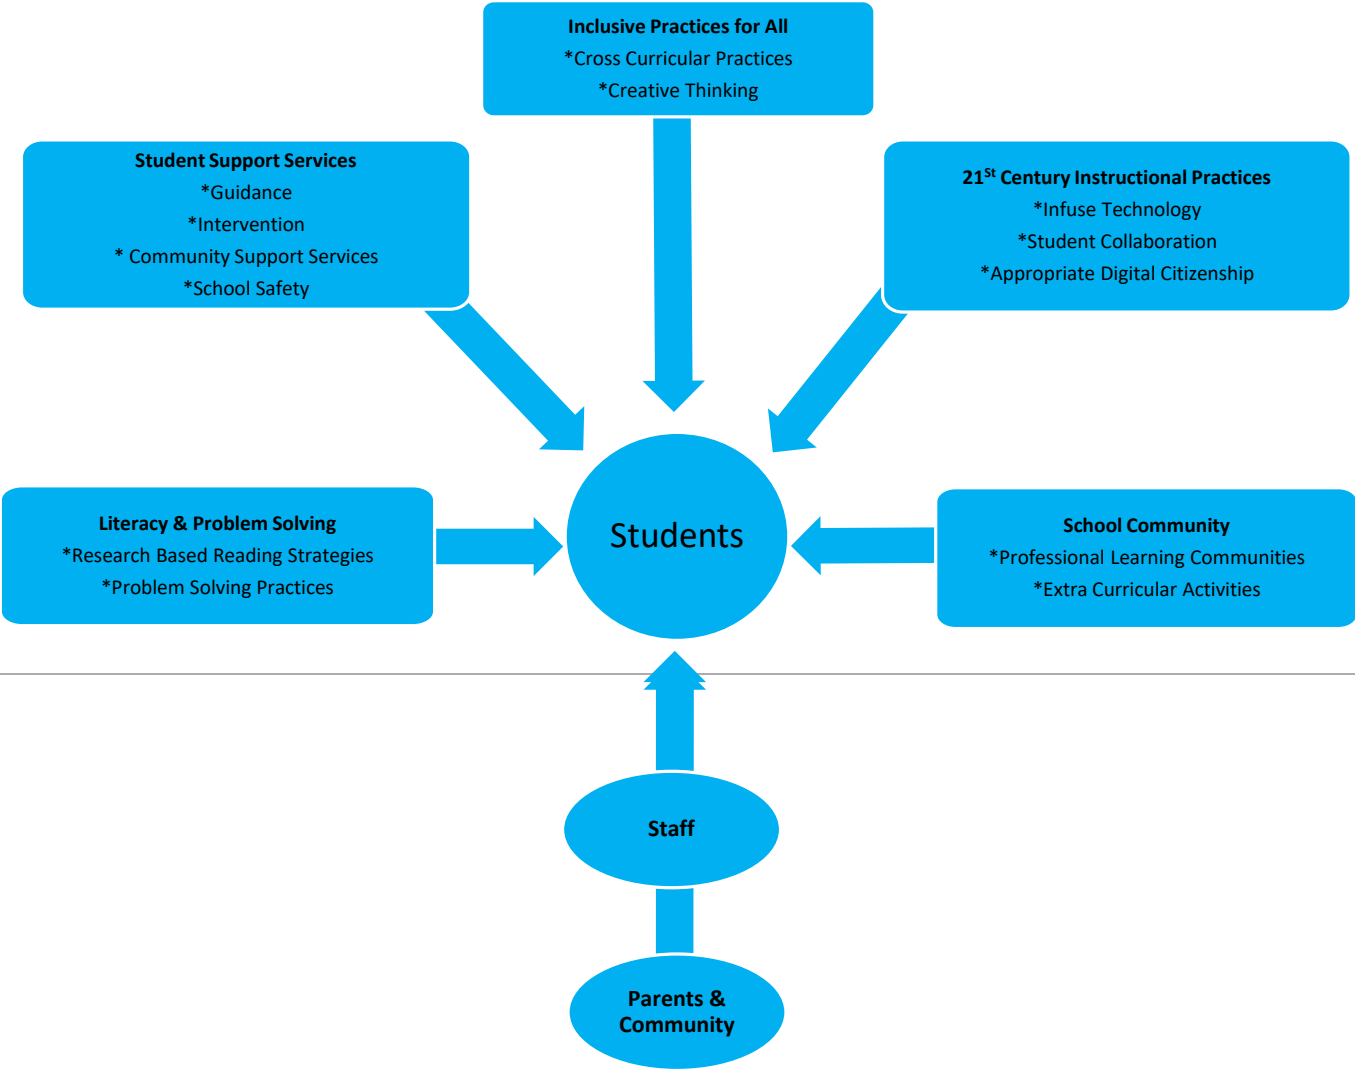 Inclusive Practices for All
*Cross Curricular Practices
*Creative Thinking
Student Support Services
*Guidance
*Intervention
* Community Support Services
*School Safety
21St Century Instructional Practices
*Infuse Technology
*Student Collaboration
*Appropriate Digital Citizenship
Literacy & Problem Solving
*Research Based Reading Strategies
*Problem Solving Practices
Students
School Community
*Professional Learning Communities
*Extra Curricular Activities
Staff
Parents &
Community